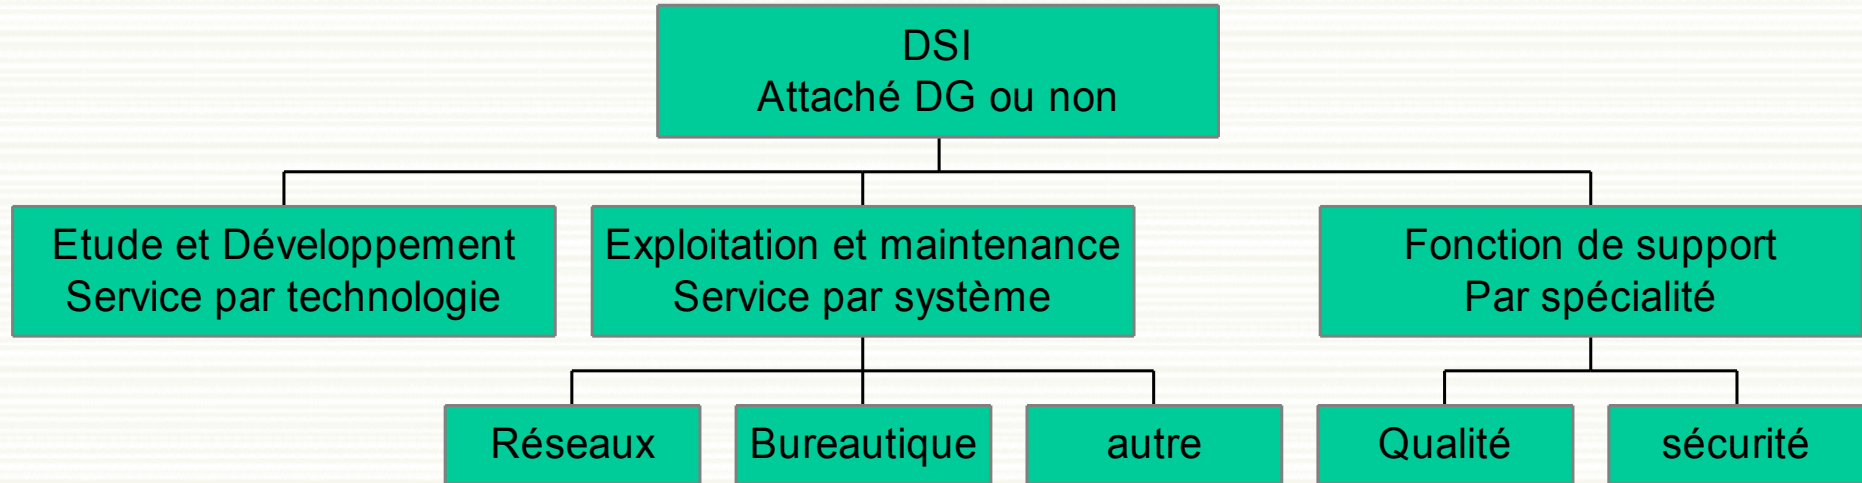 DSI
Attaché DG ou non
Etude et Développement
Service par technologie
Exploitation et maintenance
Service par système
Fonction de support
Par spécialité
Réseaux
Bureautique
autre
Qualité
sécurité